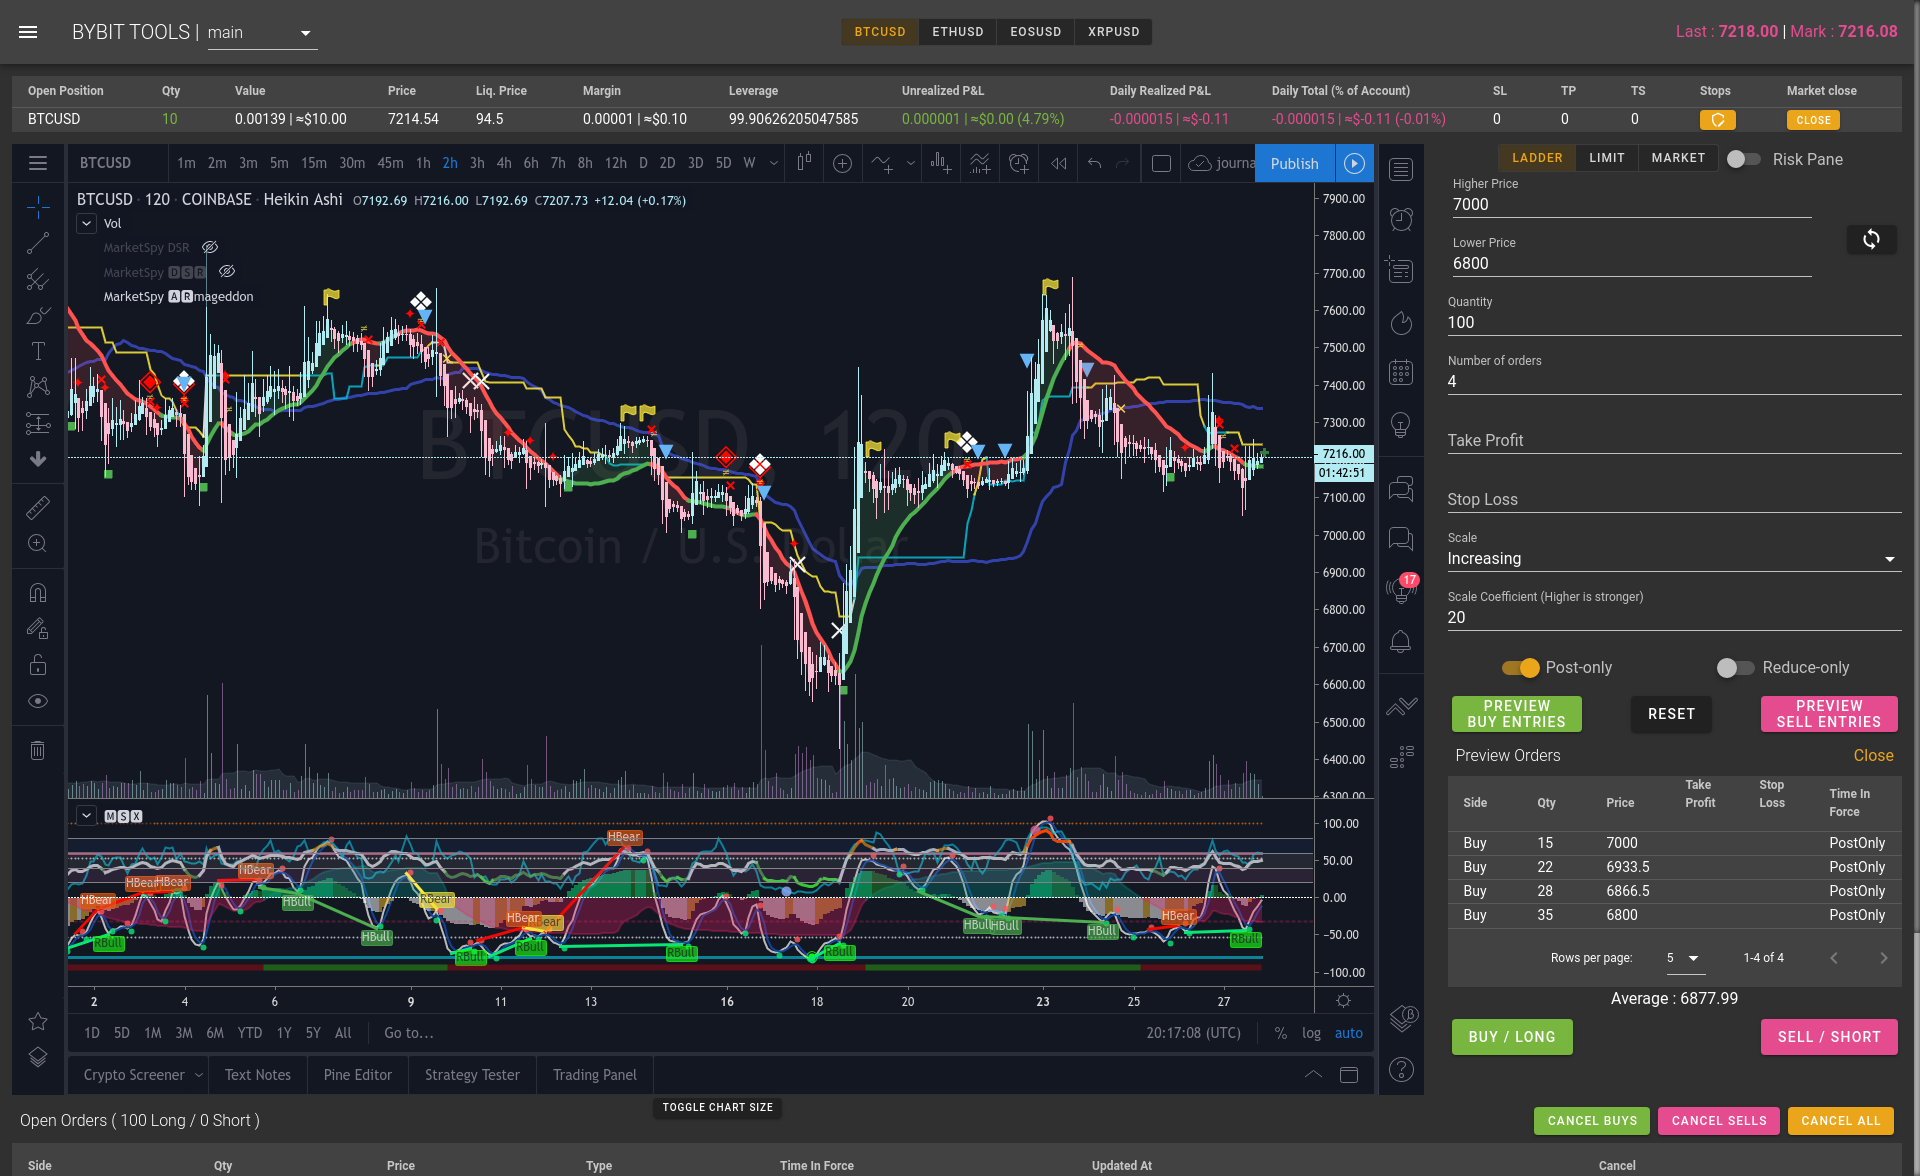 BYBIT TOOLS | main
BTCUSD ETHUSD EOSUSD XRPUSD
Last : 7218.00 | Mark : 7216.08
Open Position Qty Value Price Liq. Price Margin Leverage Unrealized P&L Daily Realized P&L Daily Total (% of Account) SL TP TS Stops Market close
BTCUSD 10 0.00139 | ≈$10.00 7214.54 94.5 0.00001 | ≈$0.10 99.90626205047585 0.000001 | ≈$0.00 (4.79%) -0.000015 | ≈$-0.11 -0.000015 | ≈$-0.11 (-0.01%) 0 0 0 CLOSE
BTCUSD 1m 2m 3m 5m 15m 30m 45m 1h 2h 3h 4h 6h 7h 8h 12h D 2D 3D 5D W journa Publish
BTCUSD · 120 · COINBASE · Heikin Ashi O7192.69 H7216.00 L7192.69 C7207.73 +12.04 (+0.17%)
Vol
MarketSpy DSR
MarketSpy D S R
MarketSpy A R mageddon
BTCUSD, 120
Bitcoin / U.S. Dollar
7900.00
7800.00
7700.00
7600.00
7500.00
7400.00
7300.00
7216.00
01:42:51
7100.00
7000.00
6900.00
6800.00
6700.00
6600.00
6500.00
6400.00
6300.00
17
M S X
100.00
50.00
0.00
−50.00
−100.00
HBear
HBear HBear HBear
HBear
RBull
HBull
HBull
RBear
HBear
RBull
RBull
RBull
RBull
HBull HBull
HBull
HBear
RBull
2 4 6 9 11 13 16 18 20 23 25 27
1D 5D 1M 3M 6M YTD 1Y 5Y All Go to... 20:17:08 (UTC) % log auto
Crypto Screener Text Notes Pine Editor Strategy Tester Trading Panel
TOGGLE CHART SIZE
LADDER LIMIT MARKET Risk Pane
Higher Price
7000
Lower Price
6800
Quantity
100
Number of orders
4
Take Profit
Stop Loss
Scale
Increasing
Scale Coefficient (Higher is stronger)
20
Post-only Reduce-only
PREVIEW BUY ENTRIES
RESET
PREVIEW SELL ENTRIES
Preview Orders Close
Side Qty Price Take Profit Stop Loss Time In Force
Buy 15 7000 PostOnly
Buy 22 6933.5 PostOnly
Buy 28 6866.5 PostOnly
Buy 35 6800 PostOnly
Rows per page: 5 1-4 of 4
Average : 6877.99
BUY / LONG SELL / SHORT
Open Orders ( 100 Long / 0 Short )
CANCEL BUYS CANCEL SELLS CANCEL ALL
Side Qty Price Type Time In Force Updated At Cancel